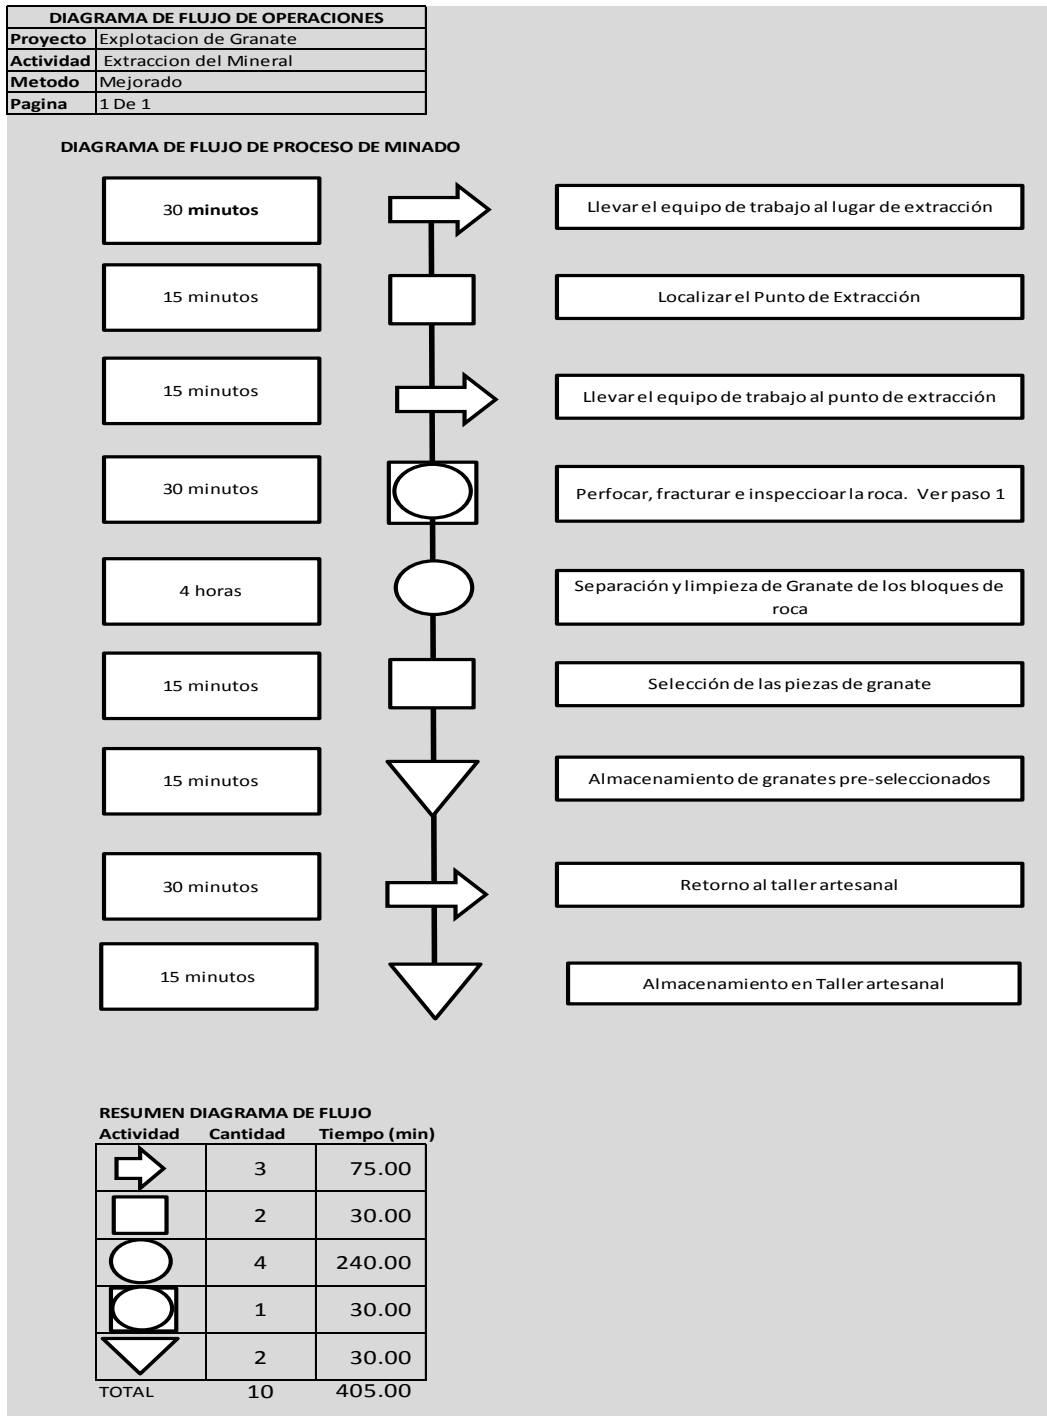 DIAGRAMA DE FLUJO DE OPERACIONES
Proyecto Explotacion de Granate
Actividad Extraccion del Mineral
Metodo Mejorado
Pagina 1 De 1
DIAGRAMA DE FLUJO DE PROCESO DE MINADO
30 minutos Llevar el equipo de trabajo al lugar de extracción
15 minutos Localizar el Punto de Extracción
15 minutos Llevar el equipo de trabajo al punto de extracción
30 minutos Perfocar, fracturar e inspeccioar la roca. Ver paso 1
4 horas Separación y limpieza de Granate de los bloques de
roca
15 minutos Selección de las piezas de granate
15 minutos Almacenamiento de granates pre-seleccionados
30 minutos Retorno al taller artesanal
15 minutos Almacenamiento en Taller artesanal
RESUMEN DIAGRAMA DE FLUJO
Actividad Cantidad Tiempo (min)
3 75.00
2 30.00
4 240.00
1 30.00
2 30.00
TOTAL 10 405.00